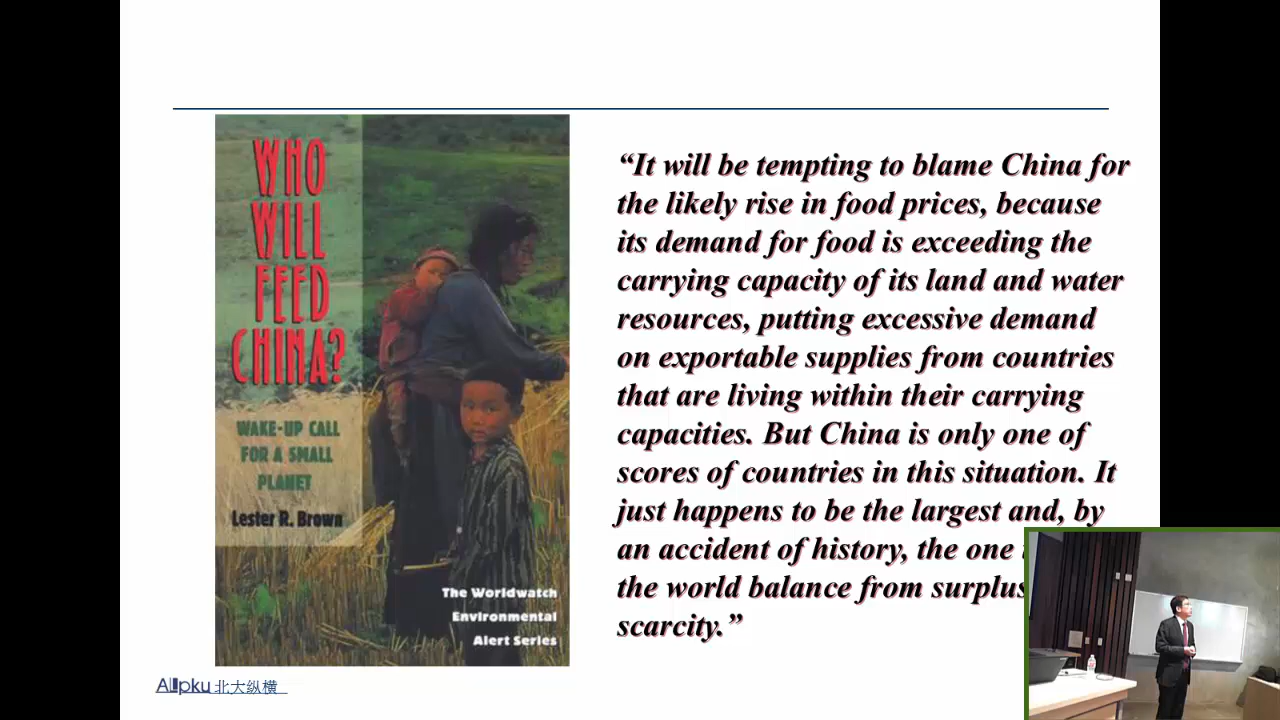 WHO
WILL
FEED
CHINA?
WAKE-UP CALL
FOR A SMALL
PLANET
Lester R. Brown
The Worldwatch
Environmental
Alert Series
“It will be tempting to blame China for
the likely rise in food prices, because
its demand for food is exceeding the
carrying capacity of its land and water
resources, putting excessive demand
on exportable supplies from countries
that are living within their carrying
capacities. But China is only one of
scores of countries in this situation. It
just happens to be the largest and, by
an accident of history, the one
the world balance from surplus
scarcity.”
Allpku 北大纵横